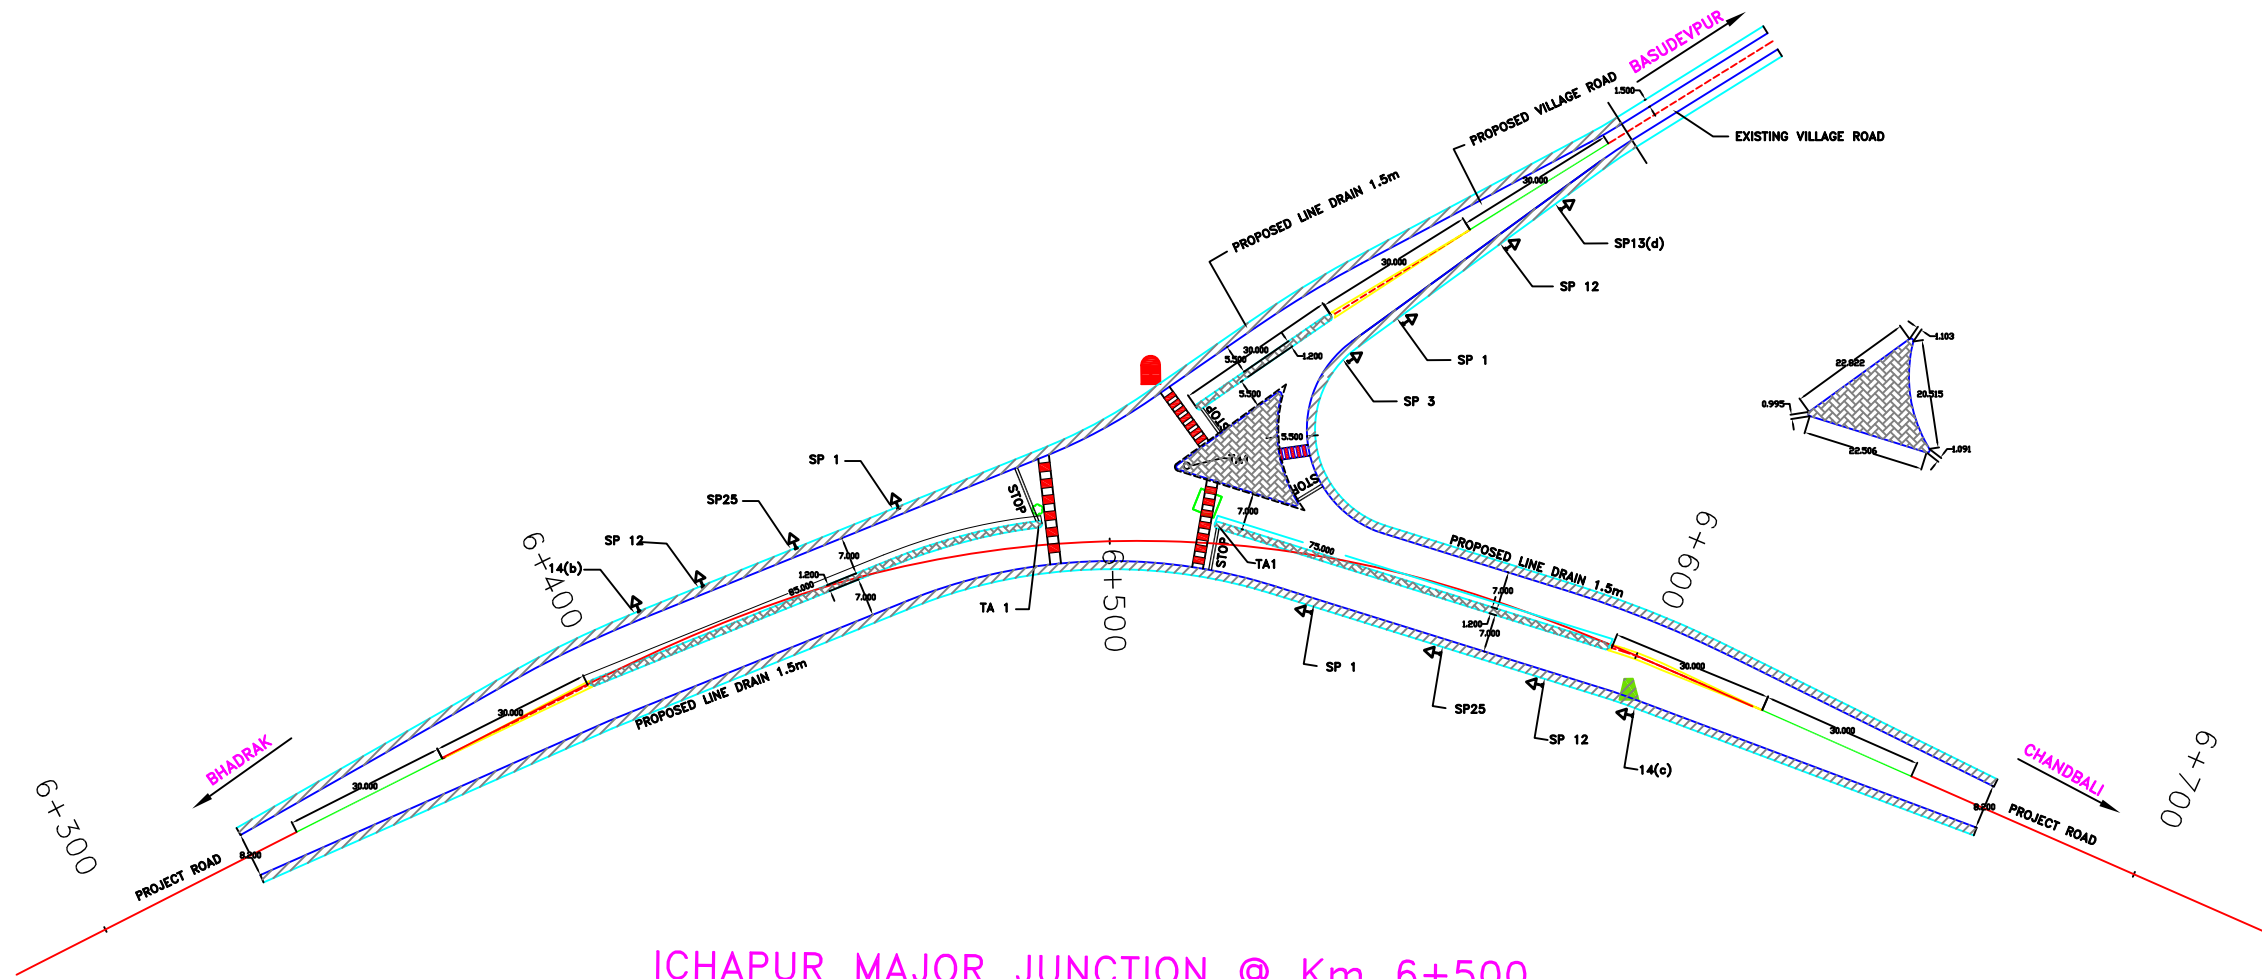 BASUDEVPUR
PROPOSED VILLAGE ROAD
1.500
EXISTING VILLAGE ROAD
30.000
PROPOSED LINE DRAIN 1.5m
SP13(d)
30.000
SP 12
30.000
5.500
1.200
SP 1
5.500
SP 3
STOP
5.500
TA1
STOP
7.000
1.103
22.822
20.515
0.995
22.506
1.091
SP 1
SP25
STOP
SP 12
14(b)
6+400
7.000
1.200
85.000
7.000
TA 1
6+500
STOP
TA1
75.000
PROPOSED LINE DRAIN 1.5m
6+600
7.000
1.200
7.000
SP 1
SP25
SP 12
14(c)
30.000
30.000
PROPOSED LINE DRAIN 1.5m
30.000
30.000
BHADRAK
6+300
8.200
PROJECT ROAD
CHANDBALI
6+700
8.200
PROJECT ROAD
ICHAPUR MAJOR JUNCTION @ Km 6+500